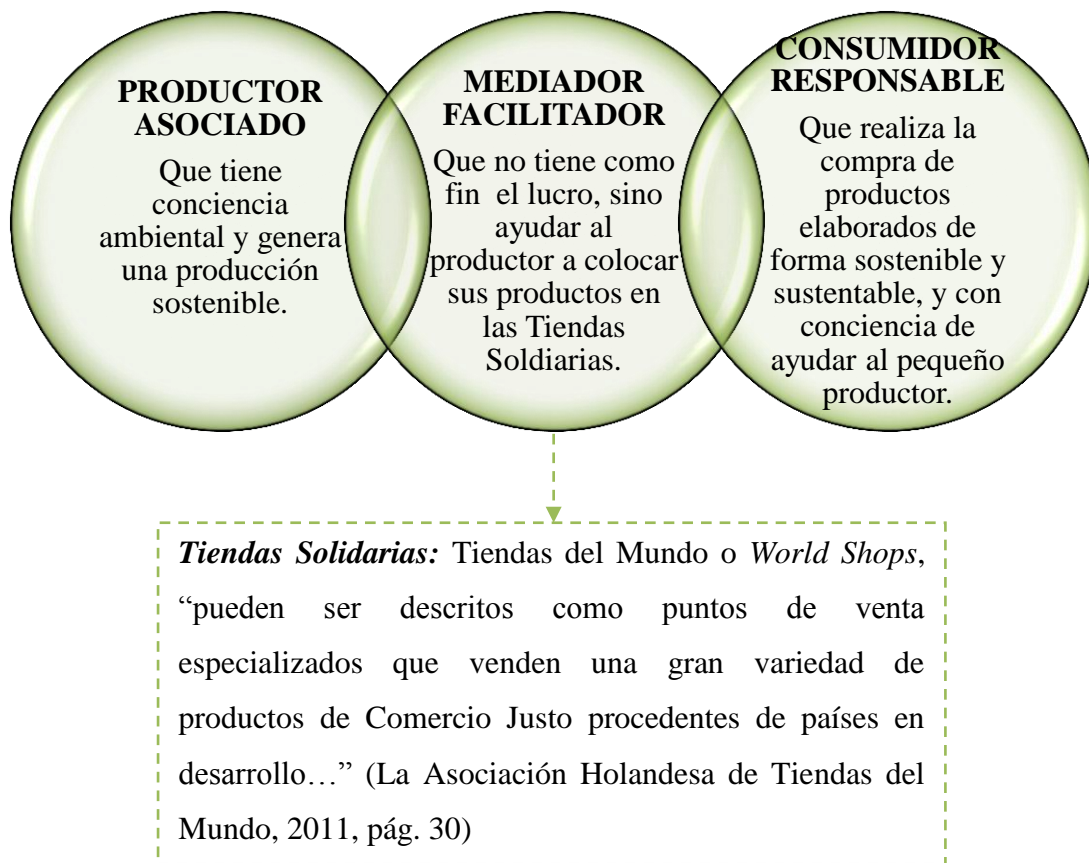 PRODUCTOR
ASOCIADO
Que tiene
conciencia
ambiental y genera
una producción
sostenible.
MEDIADOR
FACILITADOR
Que no tiene como
fin el lucro, sino
ayudar al
productor a colocar
sus productos en
las Tiendas
Soldiarias.
CONSUMIDOR
RESPONSABLE
Que realiza la
compra de
productos
elaborados de
forma sostenible y
sustentable, y con
conciencia de
ayudar al pequeño
productor.
Tiendas Solidarias: Tiendas del Mundo o World Shops,
“pueden ser descritos como puntos de venta
especializados que venden una gran variedad de
productos de Comercio Justo procedentes de países en
desarrollo…” (La Asociación Holandesa de Tiendas del
Mundo, 2011, pág. 30)